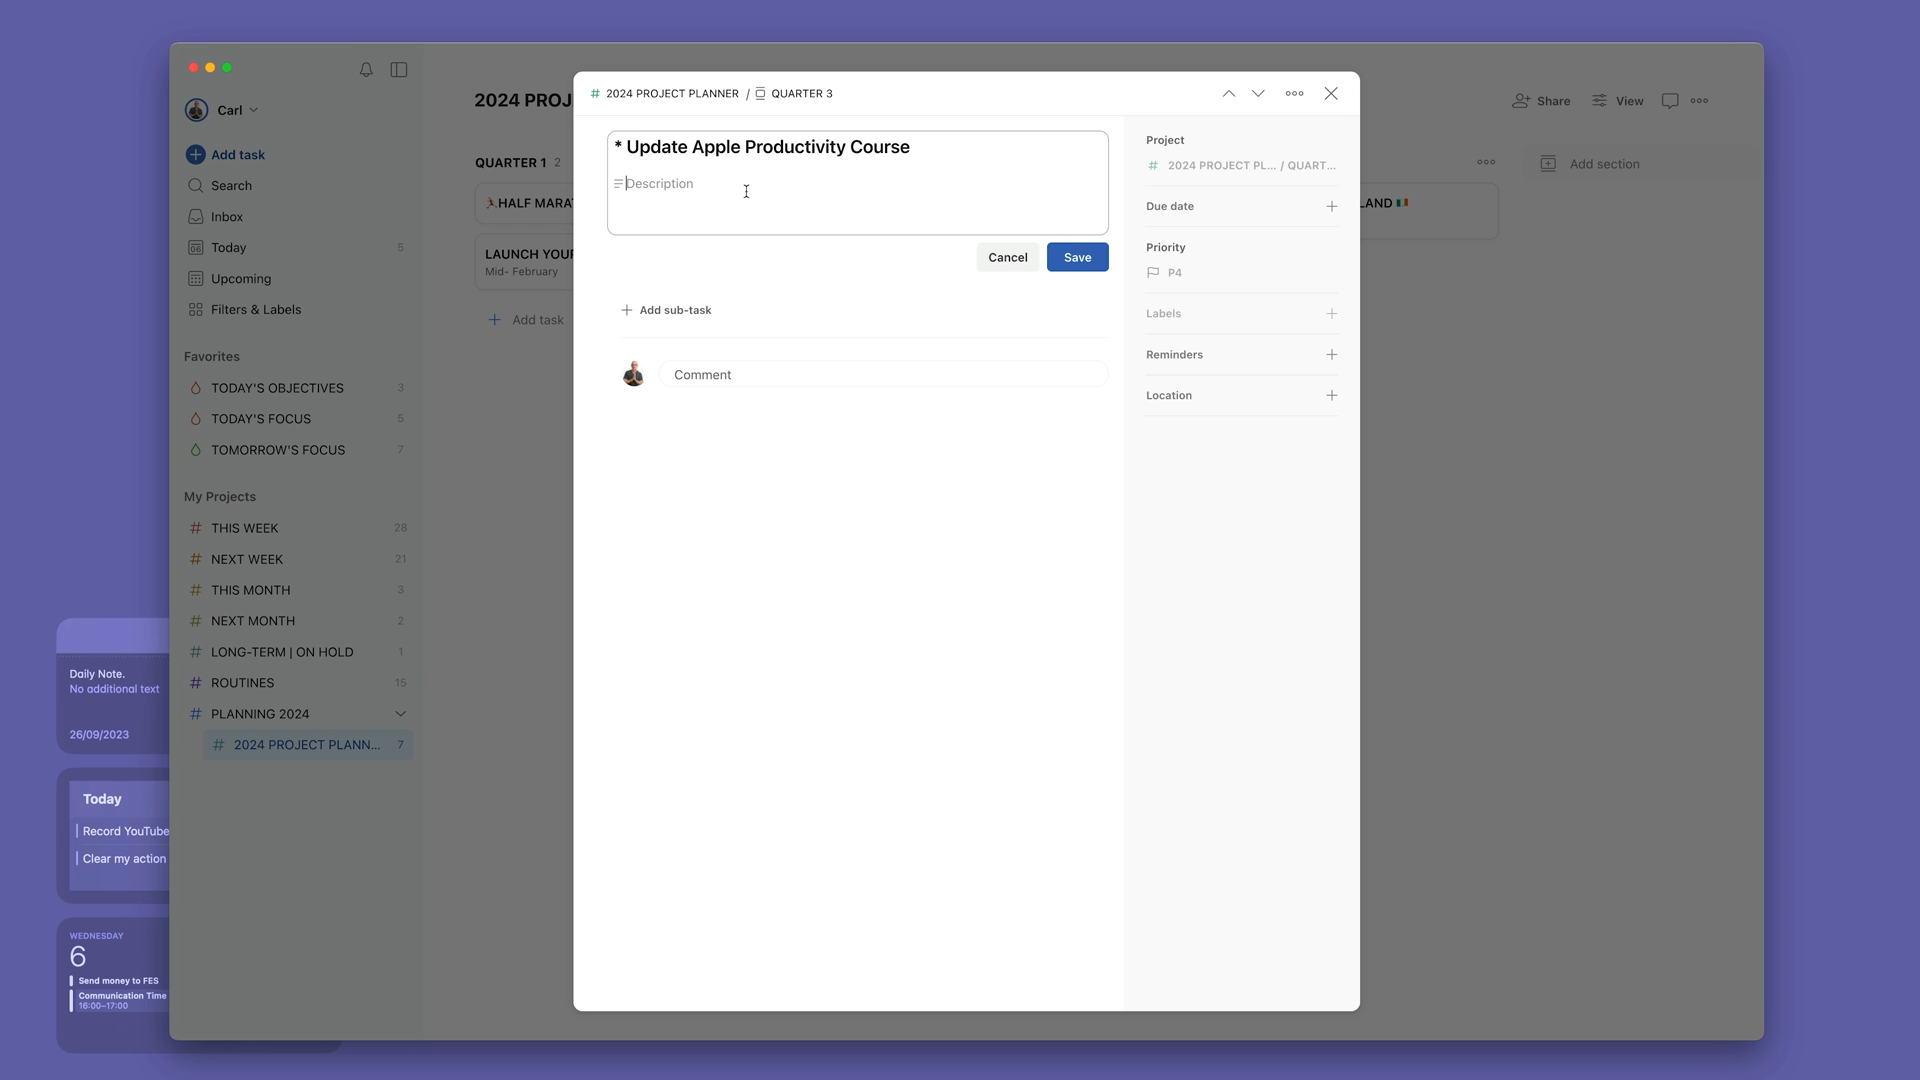 Carl
Add task
Search
Inbox
Today 5
Upcoming
Filters & Labels
Favorites
TODAY'S OBJECTIVES 3
TODAY'S FOCUS 5
TOMORROW'S FOCUS 7
My Projects
# THIS WEEK 28
# NEXT WEEK 21
# THIS MONTH 3
# NEXT MONTH 2
# LONG-TERM | ON HOLD 1
# ROUTINES 15
# PLANNING 2024
# 2024 PROJECT PLANN... 7
Daily Note.
No additional text
26/09/2023
Today
Record YouTube
Clear my action
WEDNESDAY
6
Send money to FES
Communication Time
16:00–17:00
2024 PROJ
QUARTER 1 2
HALF MARA
LAUNCH YOUR
Mid- February
+ Add task
# 2024 PROJECT PLANNER / QUARTER 3
* Update Apple Productivity Course
Description
Cancel
Save
+ Add sub-task
Comment
Project
# 2024 PROJECT PL... / QUART...
Due date +
Priority
P4
Labels +
Reminders +
Location +
Share
View
Add section
LAND